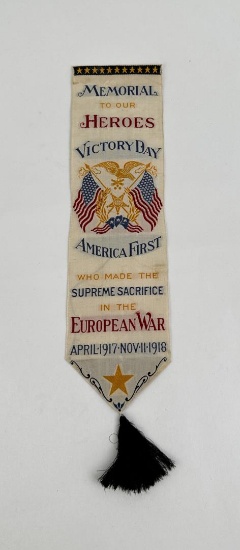 MEMORIAL
TO OUR
HEROES
VICTORY DAY
AMERICA FIRST
WHO MADE THE
SUPREME SACRIFICE
IN THE
EUROPEAN WAR
APRIL·1917·NOV·11·1918